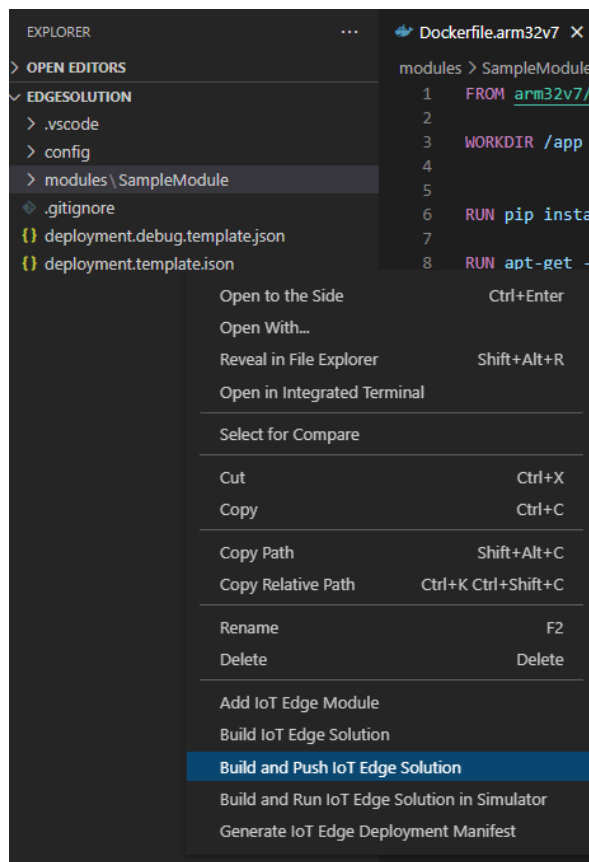 EXPLORER
OPEN EDITORS
EDGESOLUTION
.vscode
config
modules\SampleModule
.gitignore
{} deployment.debug.template.json
{} deployment.template.json
Dockerfile.arm32v7
modules > SampleModule
1 FROM arm32v7/
2
3 WORKDIR /app
4
5
6 RUN pip insta
7
8 RUN apt-get -
Open to the Side Ctrl+Enter
Open With...
Reveal in File Explorer Shift+Alt+R
Open in Integrated Terminal
Select for Compare
Cut Ctrl+X
Copy Ctrl+C
Copy Path Shift+Alt+C
Copy Relative Path Ctrl+K Ctrl+Shift+C
Rename F2
Delete Delete
Add IoT Edge Module
Build IoT Edge Solution
Build and Push IoT Edge Solution
Build and Run IoT Edge Solution in Simulator
Generate IoT Edge Deployment Manifest